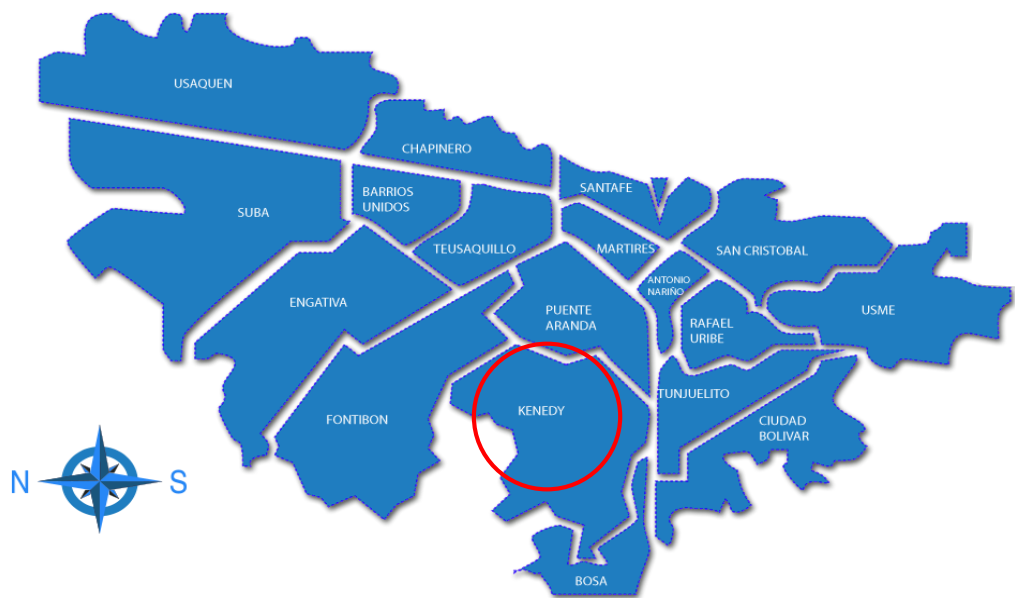 USAQUEN
CHAPINERO
SANTAFE
BARRIOS
UNIDOS
SUBA
TEUSAQUILLO
MARTIRES
SAN CRISTOBAL
ANTONIO
NARIÑO
ENGATIVA
PUENTE
ARANDA
RAFAEL
URIBE
USME
TUNJUELITO
FONTIBON
KENEDY
CIUDAD
BOLIVAR
N
S
BOSA